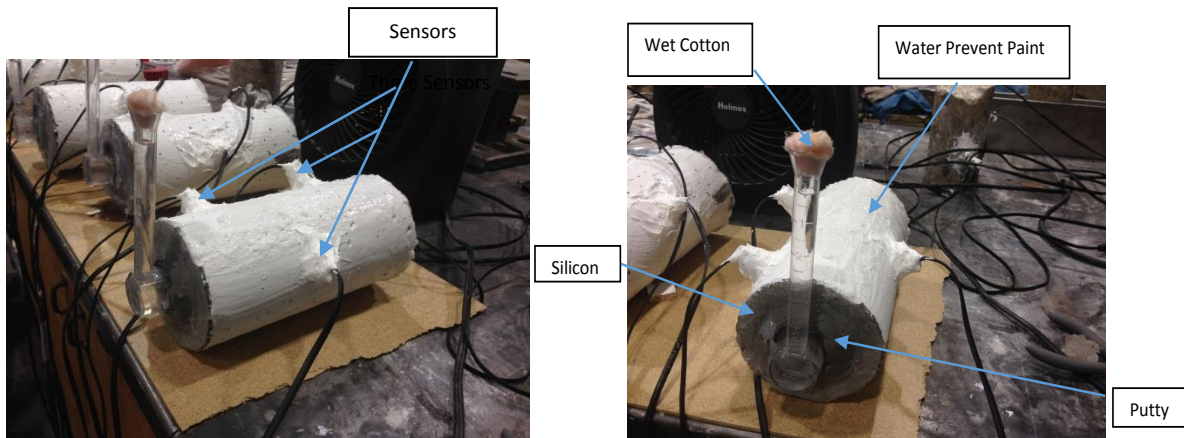 Sensors
Three Sensors
Holmes
Wet Cotton
Water Prevent Paint
Holmes
Silicon
Putty